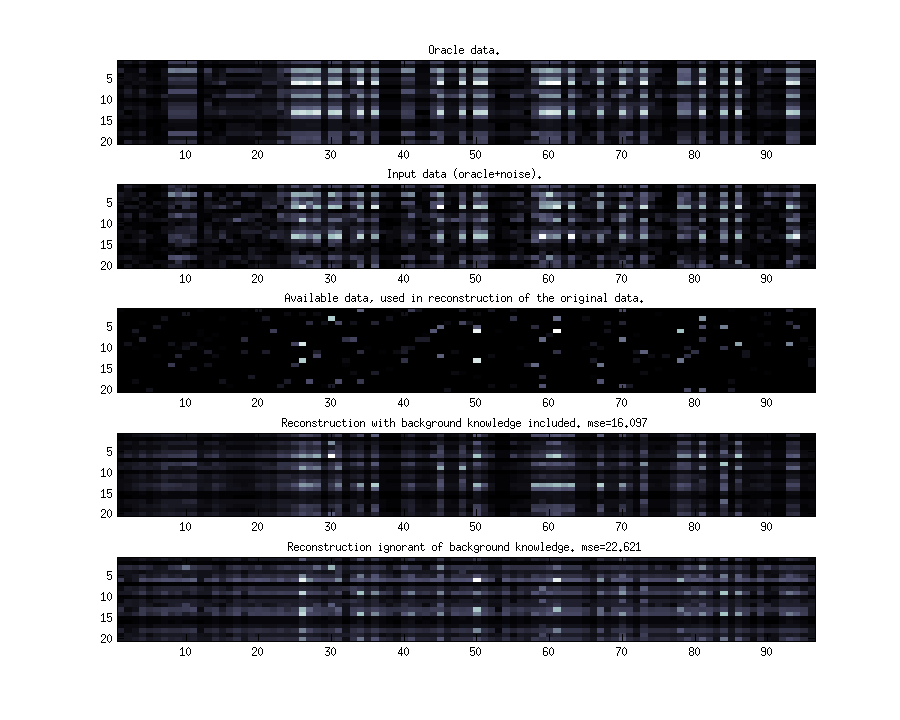 Oracle data.
5
10
15
20
10 20 30 40 50 60 70 80 90
Input data (oracle+noise).
5
10
15
20
10 20 30 40 50 60 70 80 90
Available data, used in reconstruction of the original data.
5
10
15
20
10 20 30 40 50 60 70 80 90
Reconstruction with background knowledge included. mse=16.097
5
10
15
20
10 20 30 40 50 60 70 80 90
Reconstruction ignorant of background knowledge. mse=22.621
5
10
15
20
10 20 30 40 50 60 70 80 90